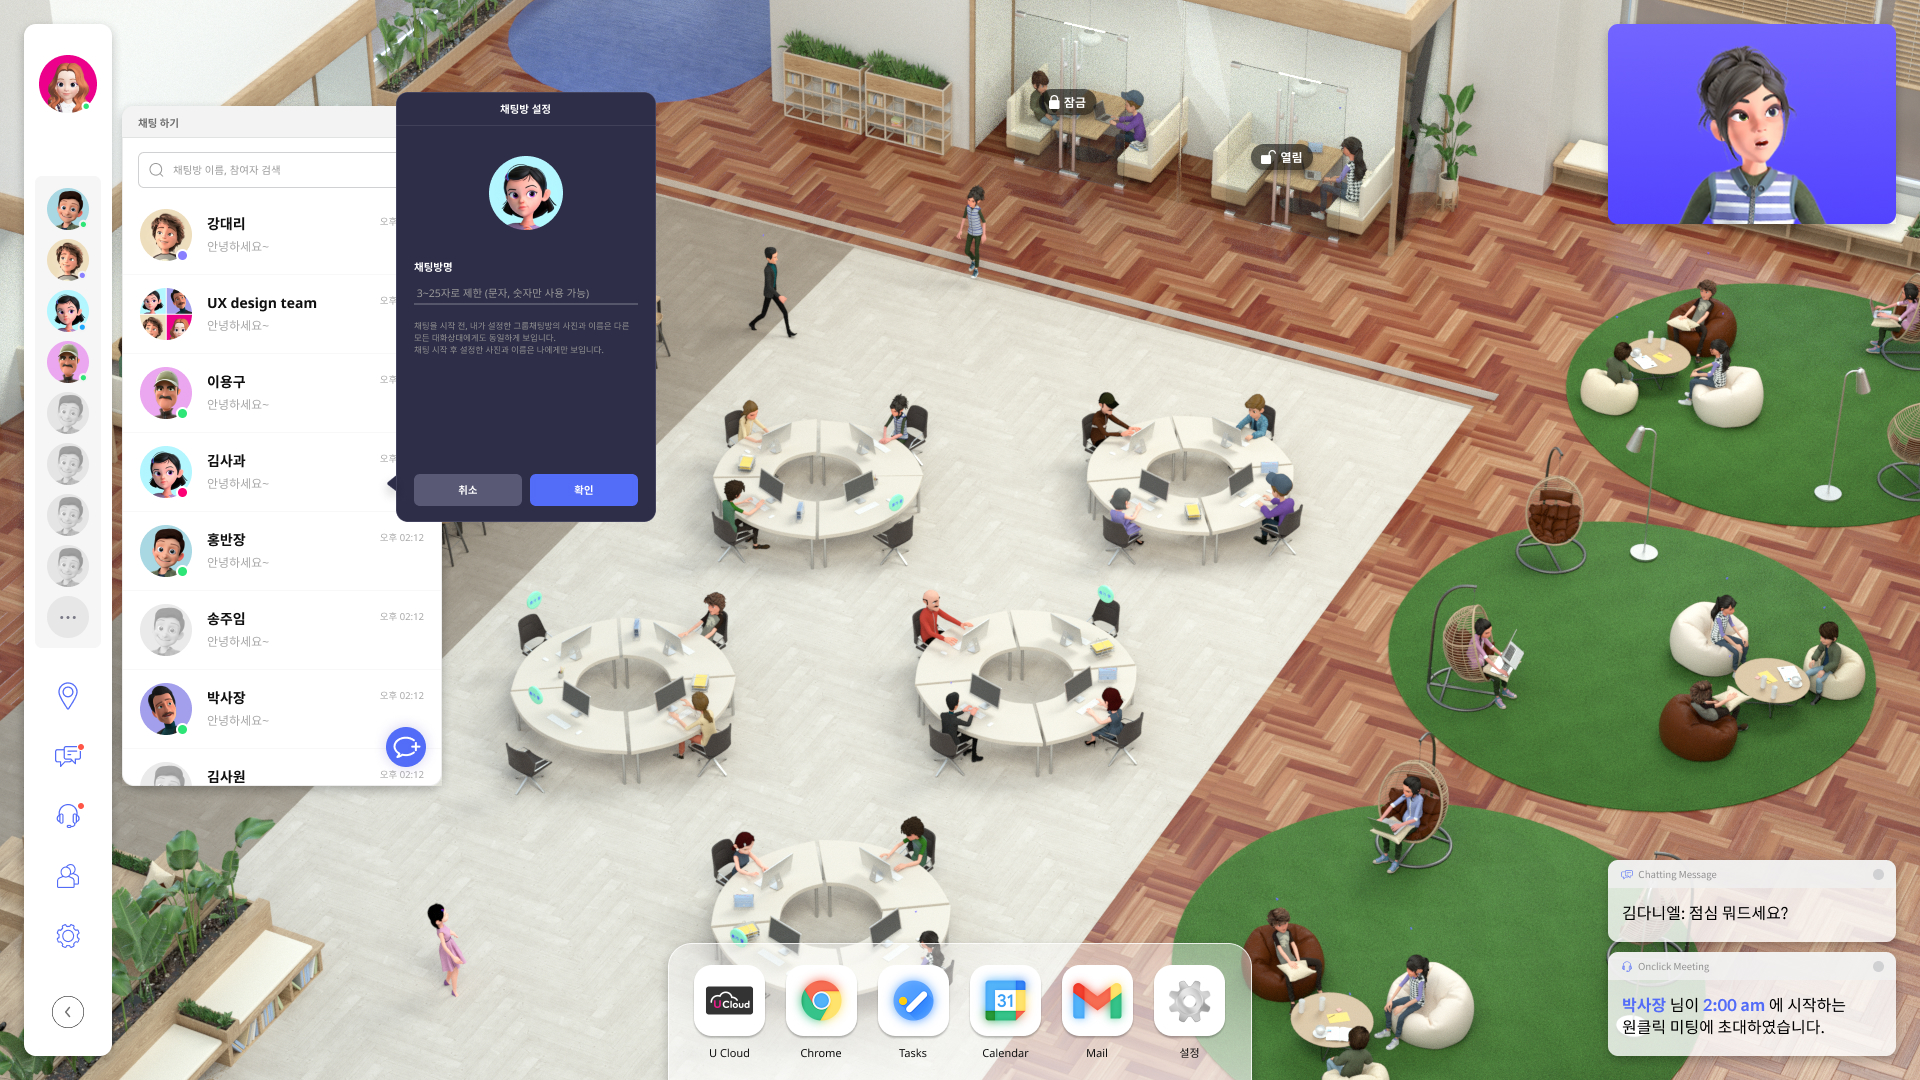 채팅 하기
채팅방 이름, 참여자 검색
강대리
오후
안녕하세요~
UX design team
오후
안녕하세요~
이용구
오후
안녕하세요~
김사과
오후
안녕하세요~
홍반장
오후 02:12
안녕하세요~
송주임
오후 02:12
안녕하세요~
박사장
오후 02:12
안녕하세요~
김사원
오후 02:12
채팅방 설정
채팅방명
3~25자로 제한 (문자, 숫자만 사용 가능)
채팅을 시작 전, 내가 설정한 그룹채팅방의 사진과 이름은 다른
모든 대화상대에게도 동일하게 보입니다.
채팅 시작 후 설정한 사진과 이름은 나에게만 보입니다.
취소
확인
잠금
열림
Chatting Message
김다니엘: 점심 뭐드세요?
Onclick Meeting
박사장 님이 2:00 am 에 시작하는
원클릭 미팅에 초대하였습니다.
UCloud
31
U Cloud
Chrome
Tasks
Calendar
Mail
설정